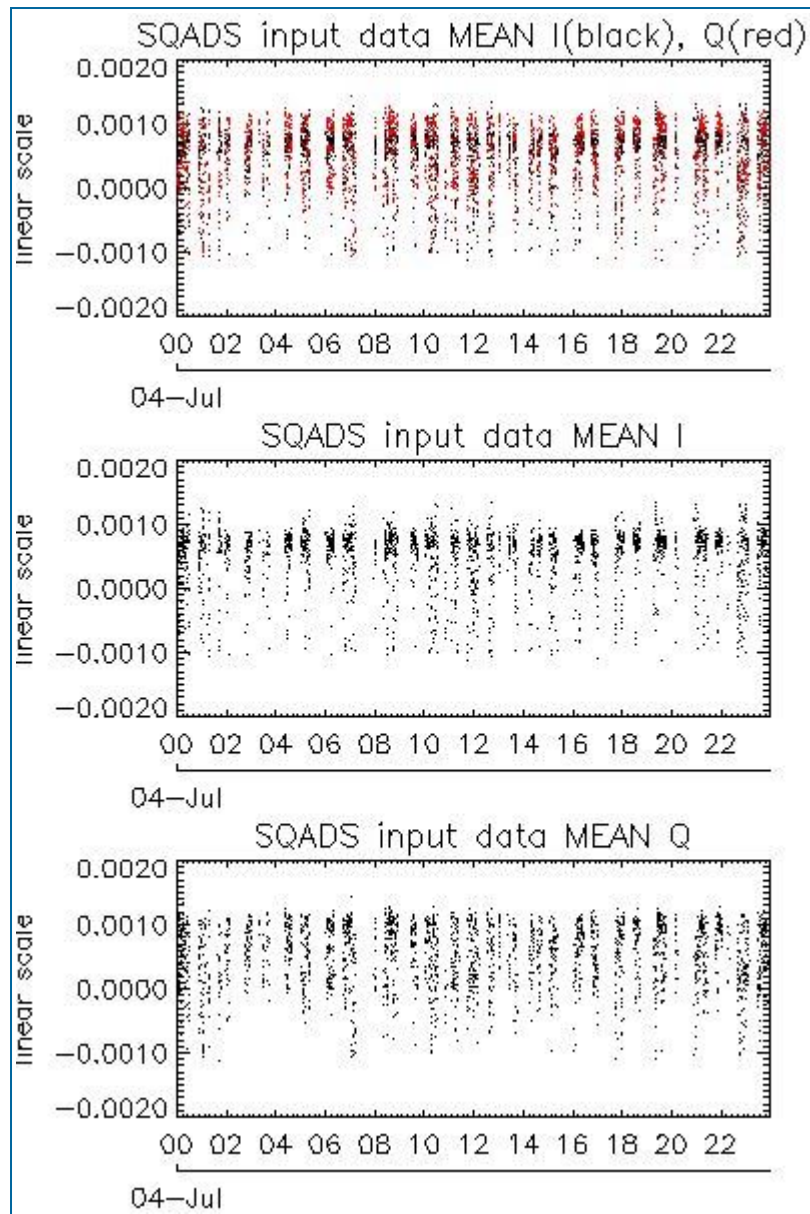 SQADS input data MEAN I(black), Q(red)
0.0020
0.0010
0.0000
−0.0010
−0.0020
linear scale
00 02 04 06 08 10 12 14 16 18 20 22
04−Jul
SQADS input data MEAN I
0.0020
0.0010
0.0000
−0.0010
−0.0020
linear scale
00 02 04 06 08 10 12 14 16 18 20 22
04−Jul
SQADS input data MEAN Q
0.0020
0.0010
0.0000
−0.0010
−0.0020
linear scale
00 02 04 06 08 10 12 14 16 18 20 22
04−Jul